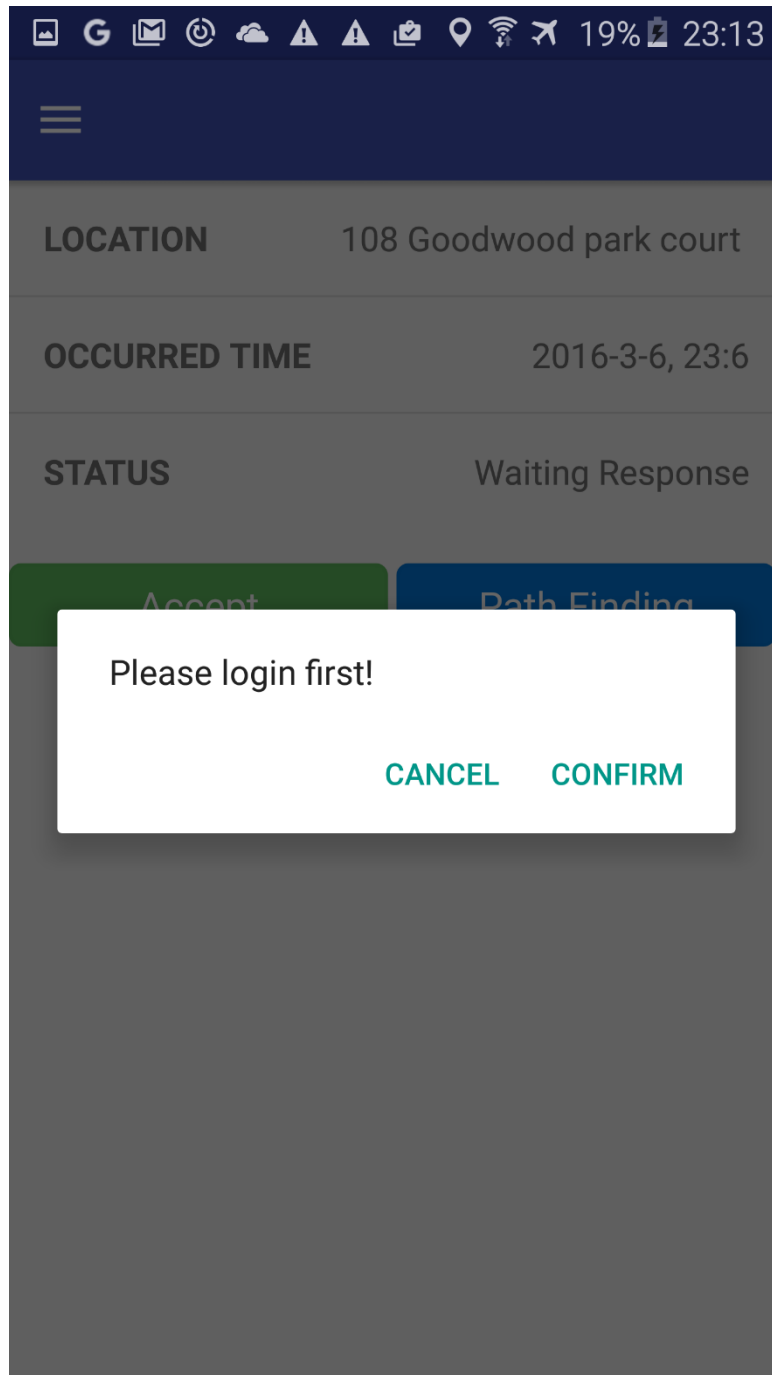 19% 23:13
LOCATION 108 Goodwood park court
OCCURRED TIME 2016-3-6, 23:6
STATUS Waiting Response
Accept Path Finding
Please login first!
CANCEL CONFIRM